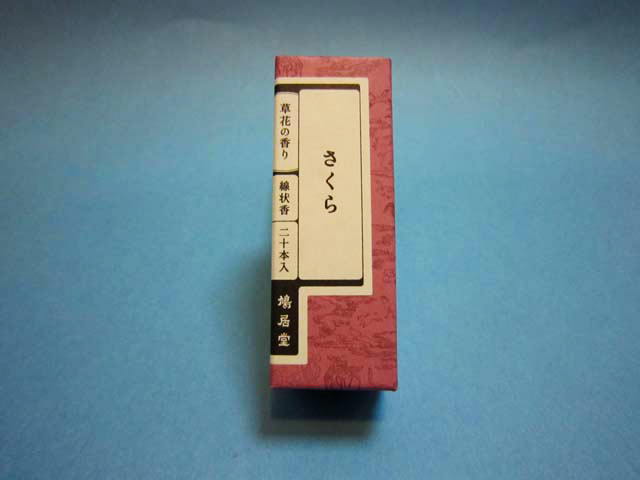 さくら
草花の香り
線状香
二十本入
鳩居堂